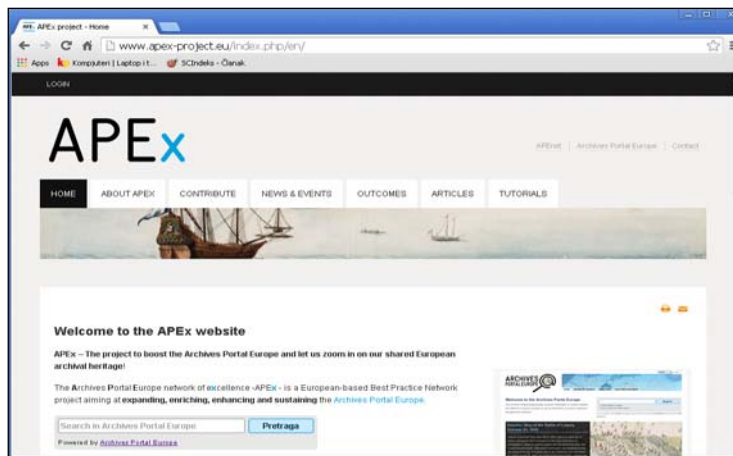 APEx project - Home
www.apex-project.eu/index.php/en/
Apps Kompjuteri | Laptop i t... SCIndeks - Članak
LOGIN
APEx
APEnet | Archives Portal Europe | Contact
HOME ABOUT APEX CONTRIBUTE NEWS & EVENTS OUTCOMES ARTICLES TUTORIALS
Welcome to the APEx website
APEx – The project to boost the Archives Portal Europe and let us zoom in on our shared European
archival heritage!
The Archives Portal Europe network of excellence -APEx - is a European-based Best Practice Network
project aiming at expanding, enriching, enhancing and sustaining the Archives Portal Europe.
Search in Archives Portal Europe Pretraga
Powered by Archives Portal Europe
ARCHIVES
PORTAL EUROPE